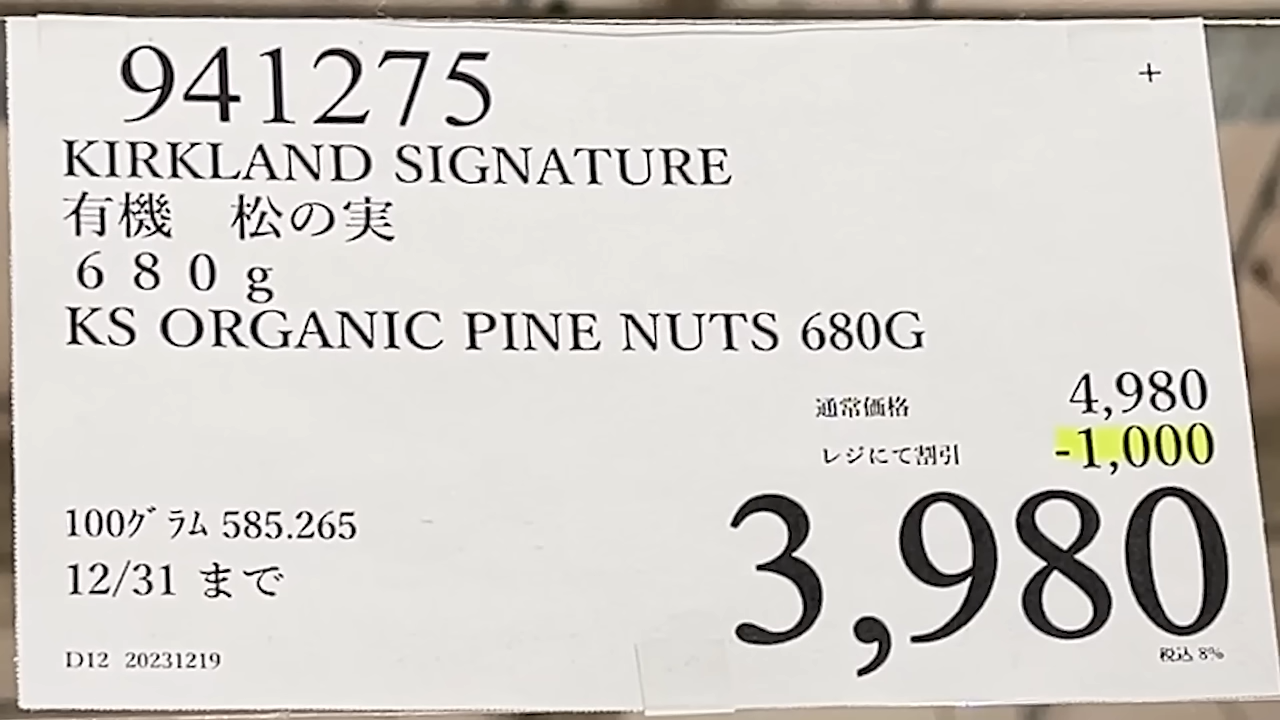 941275
+
KIRKLAND SIGNATURE
有機　松の実
６８０ｇ
KS ORGANIC PINE NUTS 680G
通常価格 4,980
レジにて割引 -1,000
3,980
100ｸﾞﾗﾑ 585.265
12/31 まで
税込 8%
D12 20231219